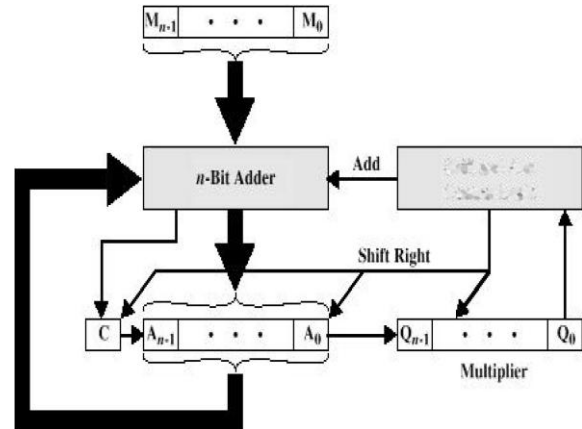 Mn-1 · · · M0
n-Bit Adder
Add
Shift Right
C
An-1 · · · A0
Qn-1 · · · Q0
Multiplier